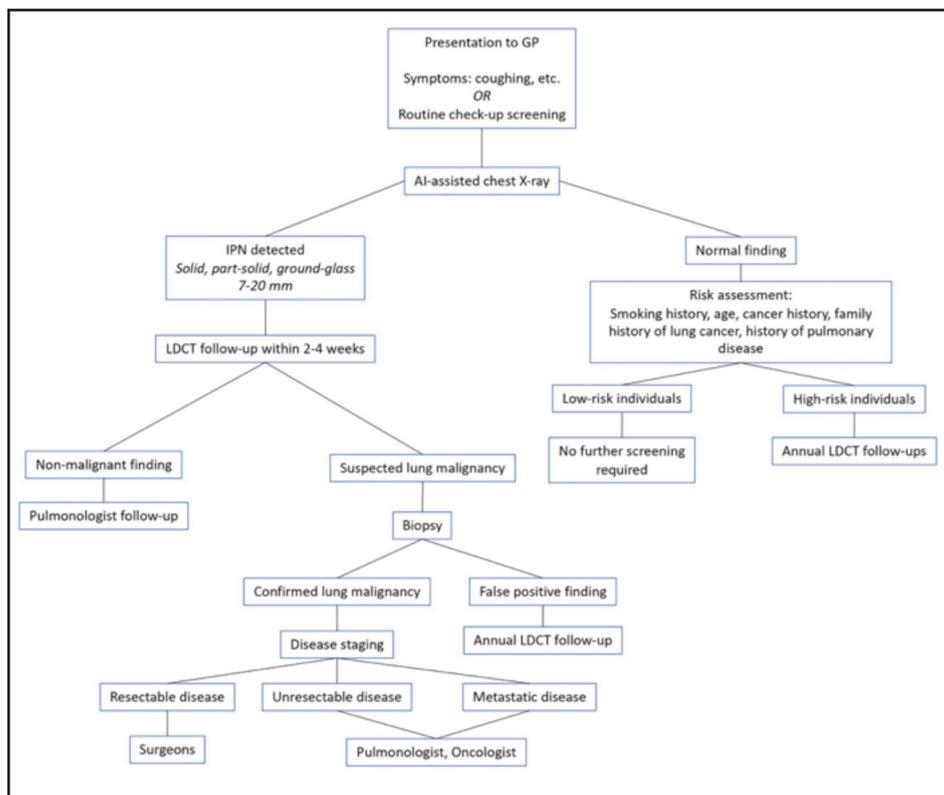 Presentation to GP
Symptoms: coughing, etc.
OR
Routine check-up screening
AI-assisted chest X-ray
IPN detected
Solid, part-solid, ground-glass
7-20 mm
Normal finding
Risk assessment:
Smoking history, age, cancer history, family
history of lung cancer, history of pulmonary
disease
LDCT follow-up within 2-4 weeks
Low-risk individuals
High-risk individuals
No further screening
required
Annual LDCT follow-ups
Non-malignant finding
Suspected lung malignancy
Pulmonologist follow-up
Biopsy
Confirmed lung malignancy
False positive finding
Disease staging
Annual LDCT follow-up
Resectable disease
Unresectable disease
Metastatic disease
Surgeons
Pulmonologist, Oncologist